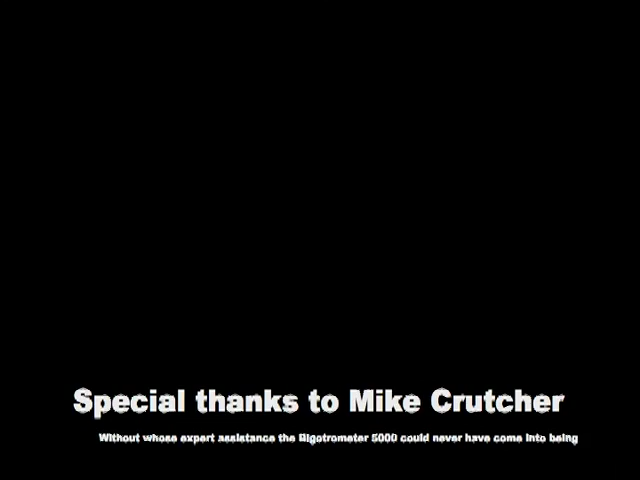 Special thanks to Mike Crutcher
Without whose expert assistance the Bigotrometer 5000 could never have come into being